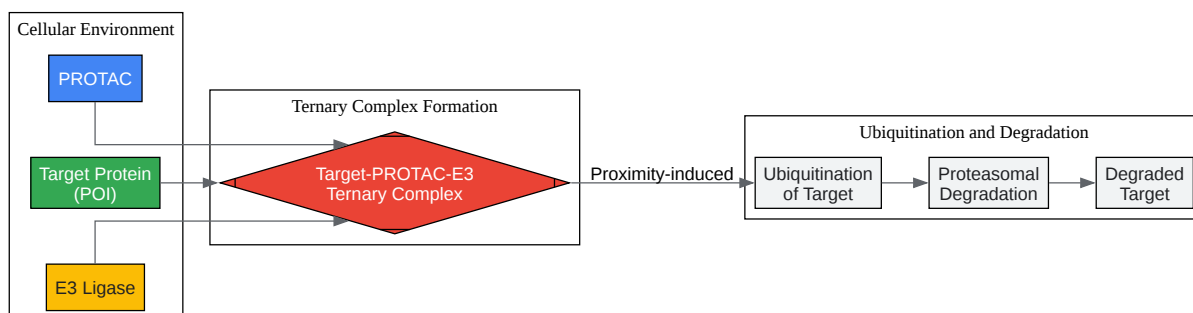 Cellular Environment
PROTAC
Target Protein
(POI)
E3 Ligase
Ternary Complex Formation
Target-PROTAC-E3
Ternary Complex
Proximity-induced
Ubiquitination and Degradation
Ubiquitination
of Target
Proteasomal
Degradation
Degraded
Target